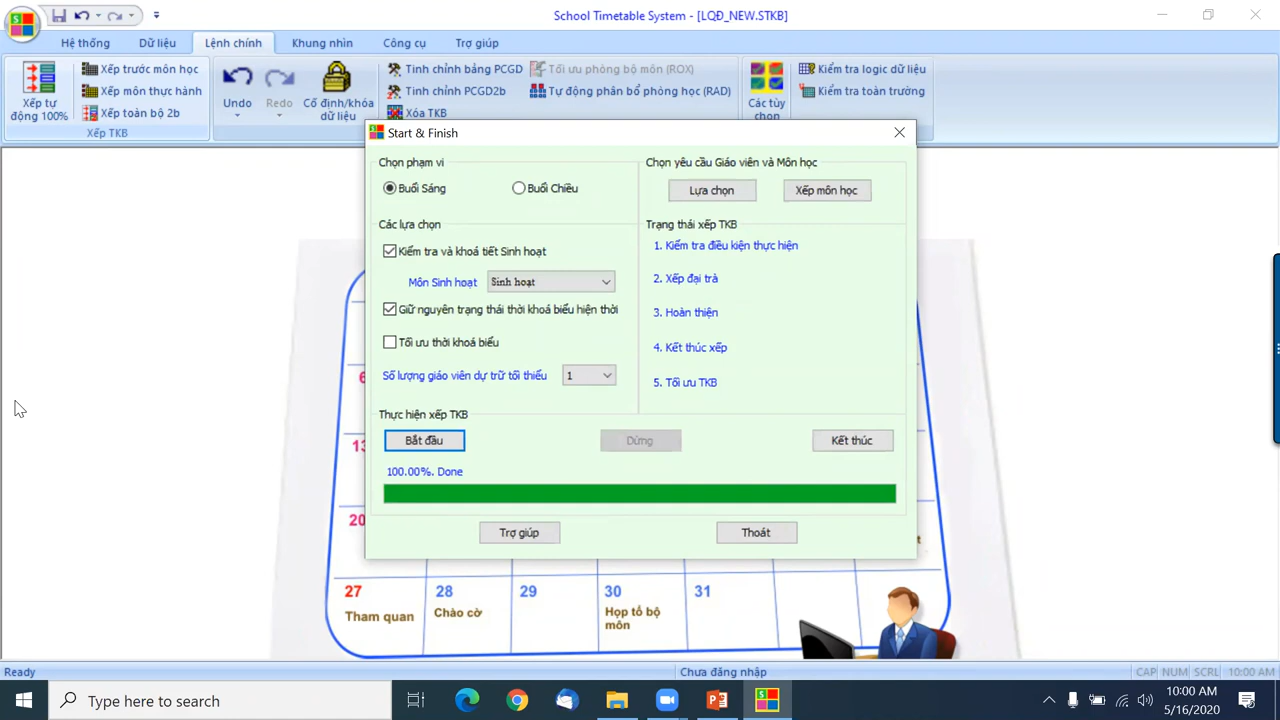 School Timetable System - [LQĐ_NEW.STKB]
Hệ thống Dữ liệu Lệnh chính Khung nhìn Công cụ Trợ giúp
Xếp tự động 100%
Xếp trước môn học
Xếp môn thực hành
Xếp toàn bộ 2b
Xếp TKB
Undo
Redo
Cố định/khóa dữ liệu
Tinh chỉnh bảng PCGD
Tinh chỉnh PCGD2b
Xóa TKB
Tối ưu phòng bộ môn (ROX)
Tự động phân bổ phòng học (RAD)
Các tùy chọn
Kiểm tra logic dữ liệu
Kiểm tra toàn trường
Start & Finish
Chọn phạm vi
Buổi Sáng Buổi Chiều
Các lựa chọn
Kiểm tra và khoá tiết Sinh hoạt
Môn Sinh hoạt Sinh hoạt
Giữ nguyên trạng thái thời khoá biểu hiện thời
Tối ưu thời khoá biểu
Số lượng giáo viên dự trữ tối thiểu 1
Chọn yêu cầu Giáo viên và Môn học
Lựa chọn Xếp môn học
Trạng thái xếp TKB
1. Kiểm tra điều kiện thực hiện
2. Xếp đại trà
3. Hoàn thiện
4. Kết thúc xếp
5. Tối ưu TKB
Thực hiện xếp TKB
Bắt đầu Dừng Kết thúc
100.00%. Done
Trợ giúp Thoát
6
13
20
27 28 29 30 31
Tham quan Chào cờ Họp tổ bộ môn
Ready Chưa đăng nhập CAP NUM SCRL 10:00 AM
Type here to search
10:00 AM
5/16/2020